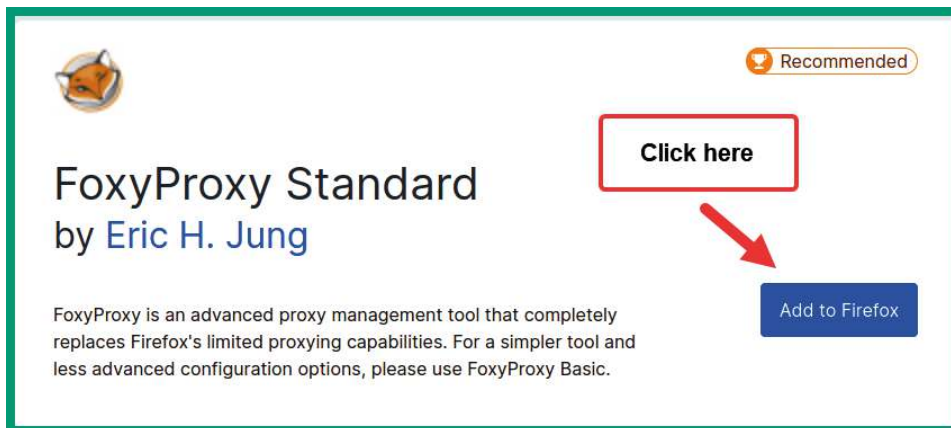 Recommended
Click here
FoxyProxy Standard
by Eric H. Jung
Add to Firefox
FoxyProxy is an advanced proxy management tool that completely
replaces Firefox's limited proxying capabilities. For a simpler tool and
less advanced configuration options, please use FoxyProxy Basic.